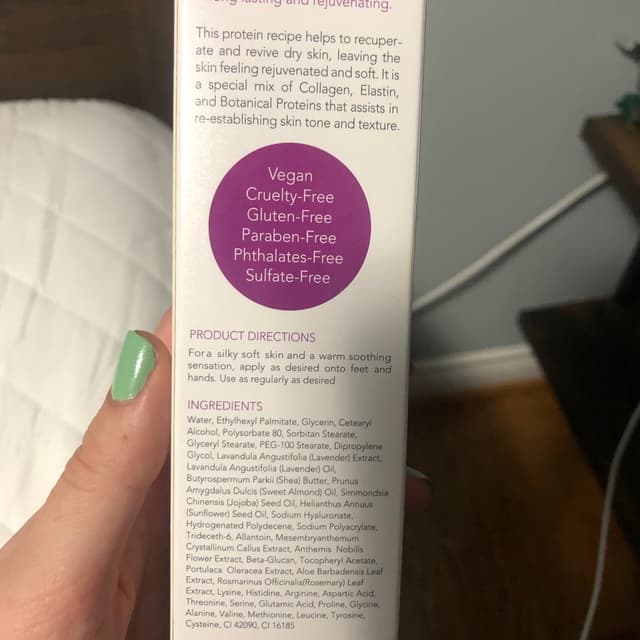 long lasting and rejuvenating.
This protein recipe helps to recuper-
ate and revive dry skin, leaving the
skin feeling rejuvenated and soft. It is
a special mix of Collagen, Elastin,
and Botanical Proteins that assists in
re-establishing skin tone and texture.
Vegan
Cruelty-Free
Gluten-Free
Paraben-Free
Phthalates-Free
Sulfate-Free
PRODUCT DIRECTIONS
For a silky soft skin and a warm soothing
sensation, apply as desired onto feet and
hands. Use as regularly as desired
INGREDIENTS
Water, Ethylhexyl Palmitate, Glycerin, Cetearyl
Alcohol, Polysorbate 80, Sorbitan Stearate,
Glyceryl Stearate, PEG-100 Stearate, Dipropylene
Glycol, Lavandula Angustifolia (Lavender) Extract,
Lavandula Angustifolia (Lavender) Oil,
Butyrospermum Parkii (Shea) Butter, Prunus
Amygdalus Dulcis (Sweet Almond) Oil, Simmondsia
Chinensis (Jojoba) Seed Oil, Helianthus Annuus
(Sunflower) Seed Oil, Sodium Hyaluronate,
Hydrogenated Polydecene, Sodium Polyacrylate,
Trideceth-6, Allantoin, Mesembryanthemum
Crystallinum Callus Extract, Anthemis Nobilis
Flower Extract, Beta-Glucan, Tocopheryl Acetate,
Portulaca Oleracea Extract, Aloe Barbadensis Leaf
Extract, Rosmarinus Officinalis(Rosemary) Leaf
Extract, Lysine, Histidine, Arginine, Aspartic Acid,
Threonine, Serine, Glutamic Acid, Proline, Glycine,
Alanine, Valine, Methionine, Leucine, Tyrosine,
Cysteine, CI 42090, CI 16185